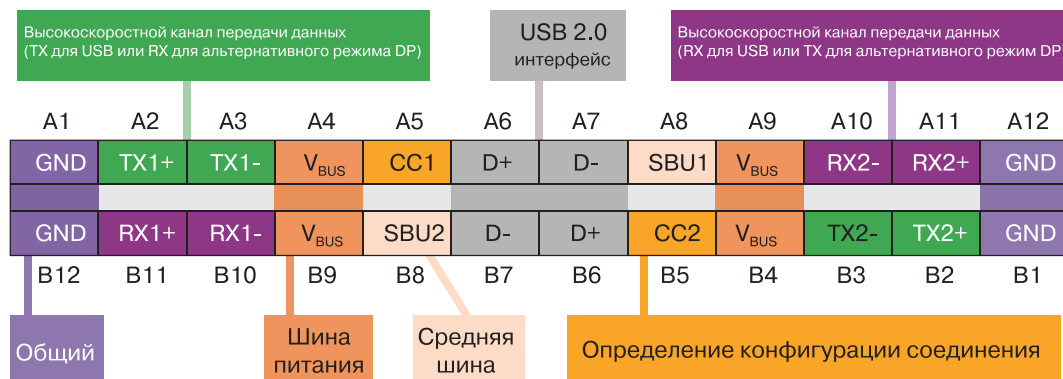 Высокоскоростной канал передачи данных
(TX для USB или RX для альтернативного режима DP)
USB 2.0
интерфейс
Высокоскоростной канал передачи данных
(RX для USB или TX для альтернативного режим DP
A1 A2 A3 A4 A5 A6 A7 A8 A9 A10 A11 A12
GND TX1+ TX1- VBUS CC1 D+ D- SBU1 VBUS RX2- RX2+ GND
GND RX1+ RX1- VBUS SBU2 D- D+ CC2 VBUS TX2- TX2+ GND
B12 B11 B10 B9 B8 B7 B6 B5 B4 B3 B2 B1
Общий
Шина
питания
Средняя
шина
Определение конфигурации соединения